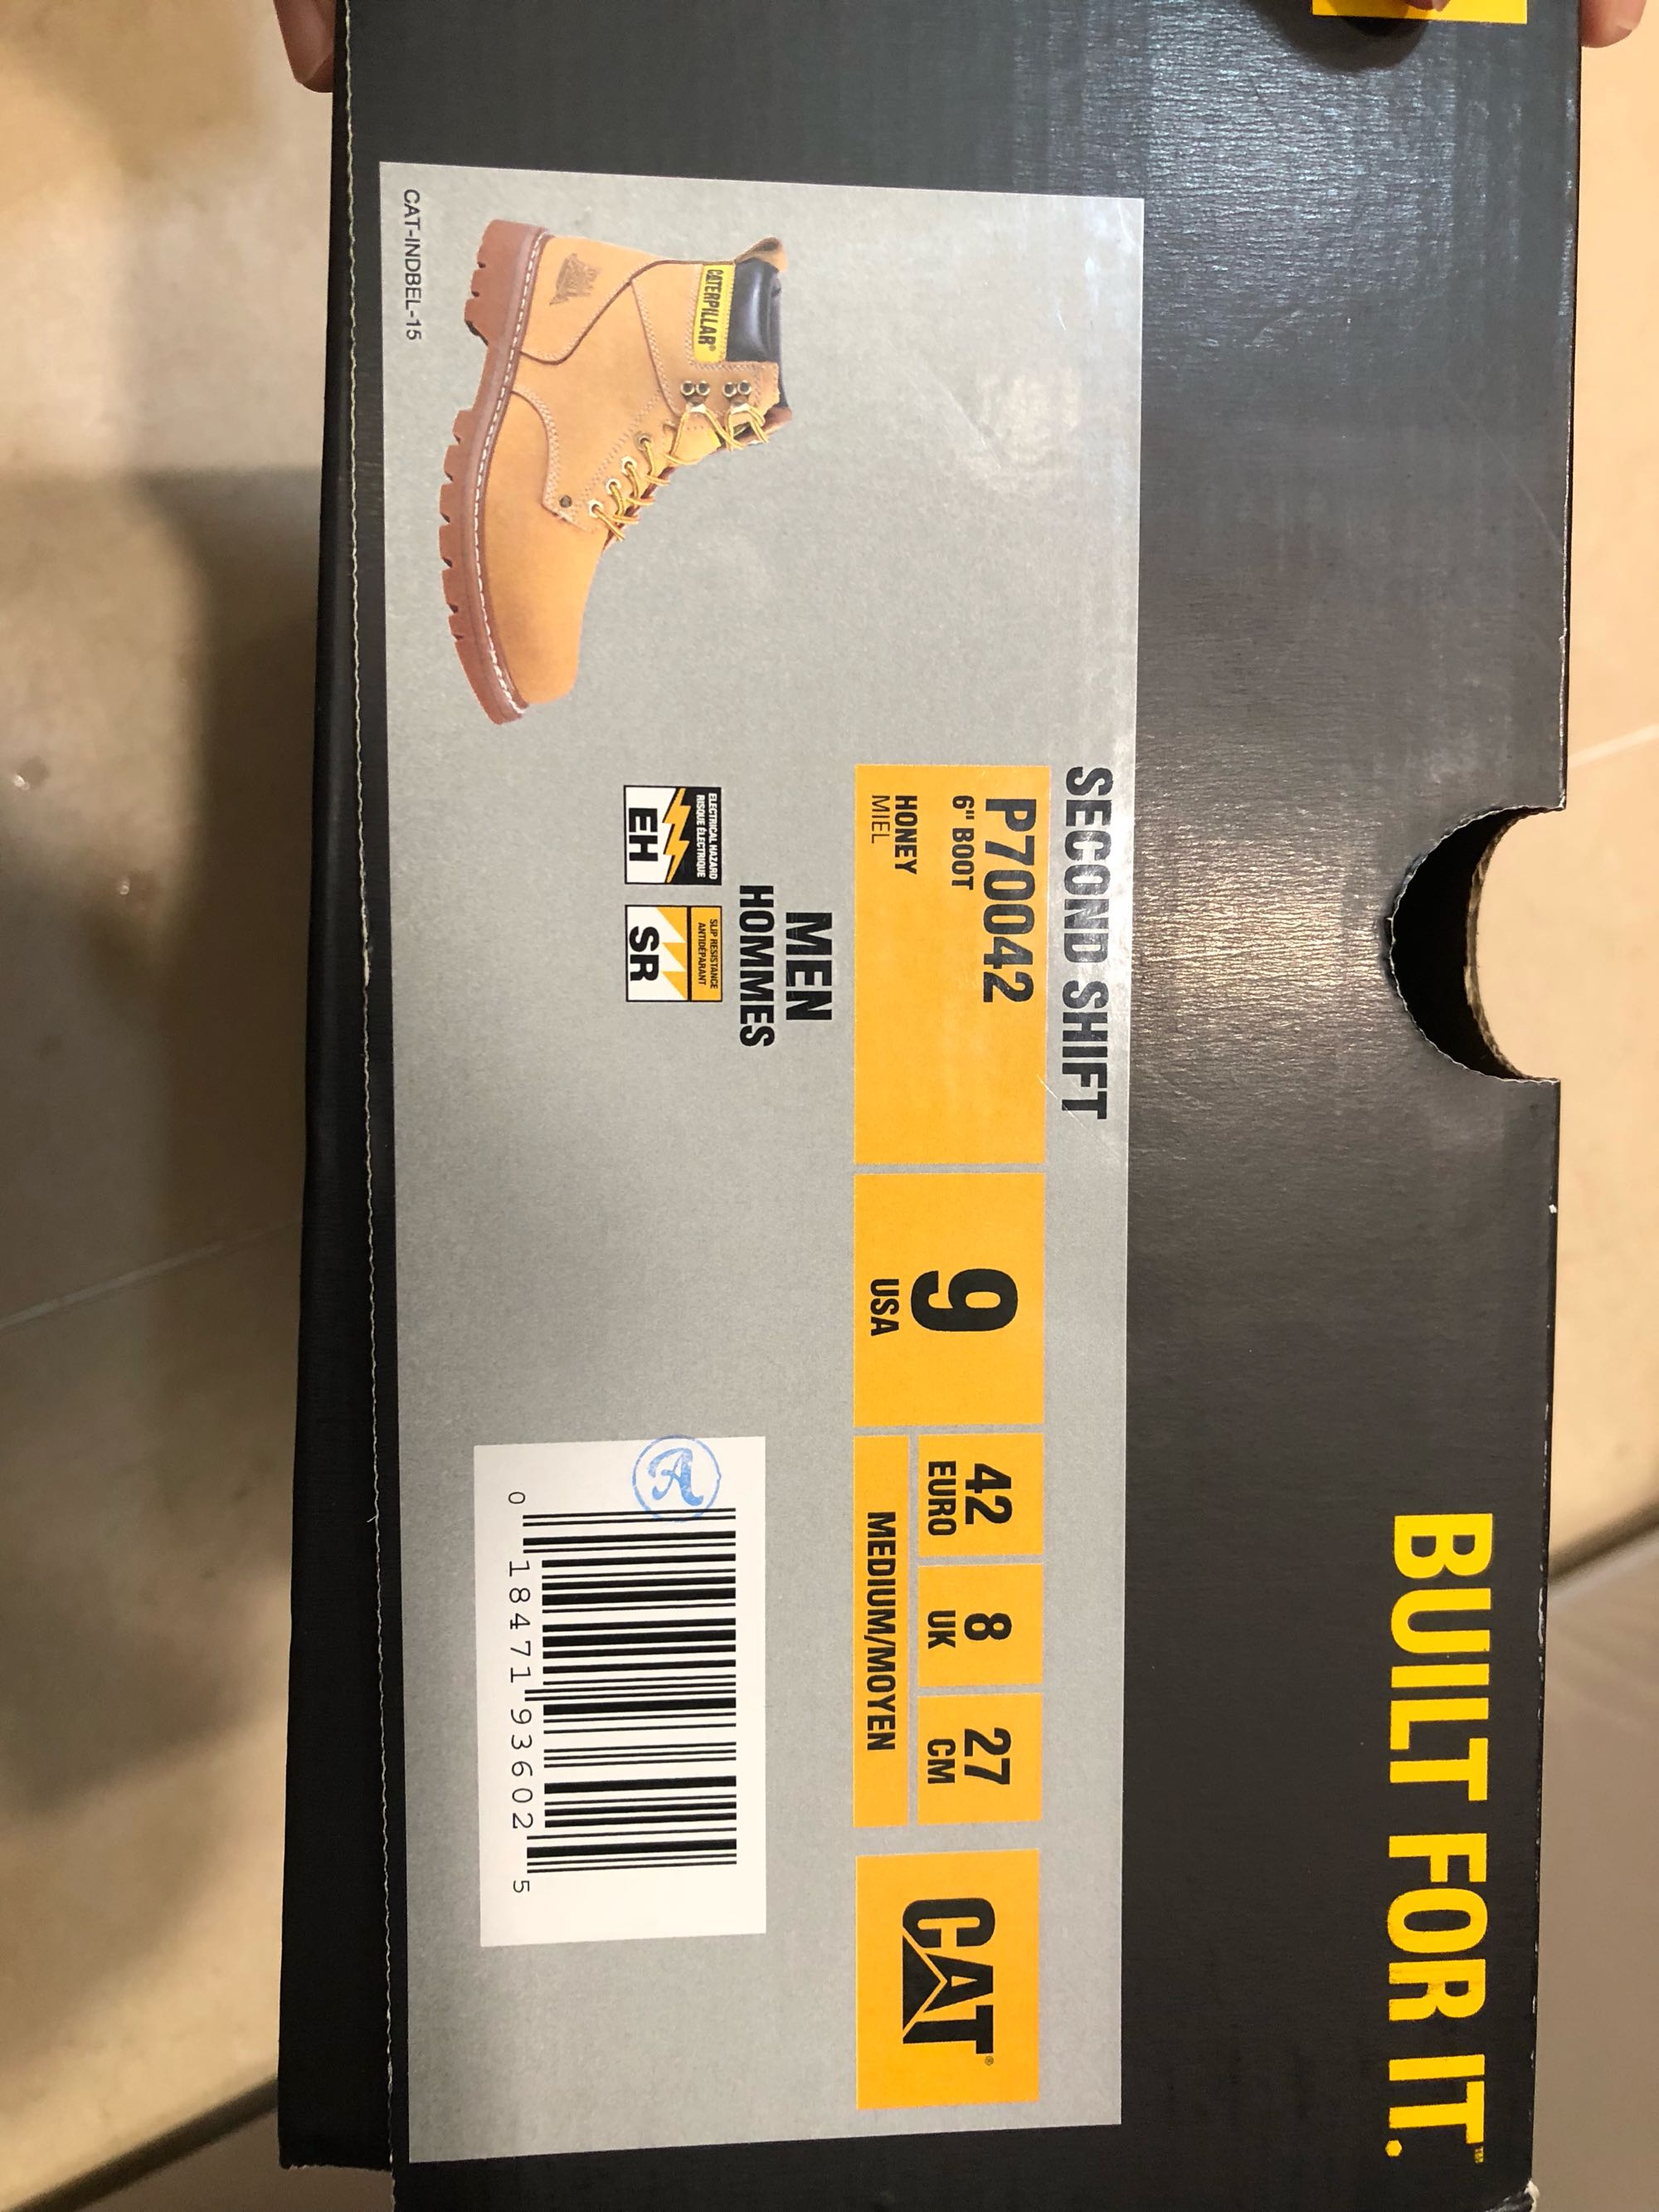 BUILT FOR IT.™
SECOND SHIFT
P70042
6" BOOT
HONEY
MIEL
9
USA
42
EURO
8
UK
27
CM
MEDIUM/MOYEN
CAT®
MEN
HOMMES
ELECTRICAL HAZARD
RISQUE ÉLECTRIQUE
EH
SLIP RESISTANCE
ANTIDÉRAPANT
SR
CATERPILLAR®
A
0 18471 93602 5
CAT-INDBEL-15